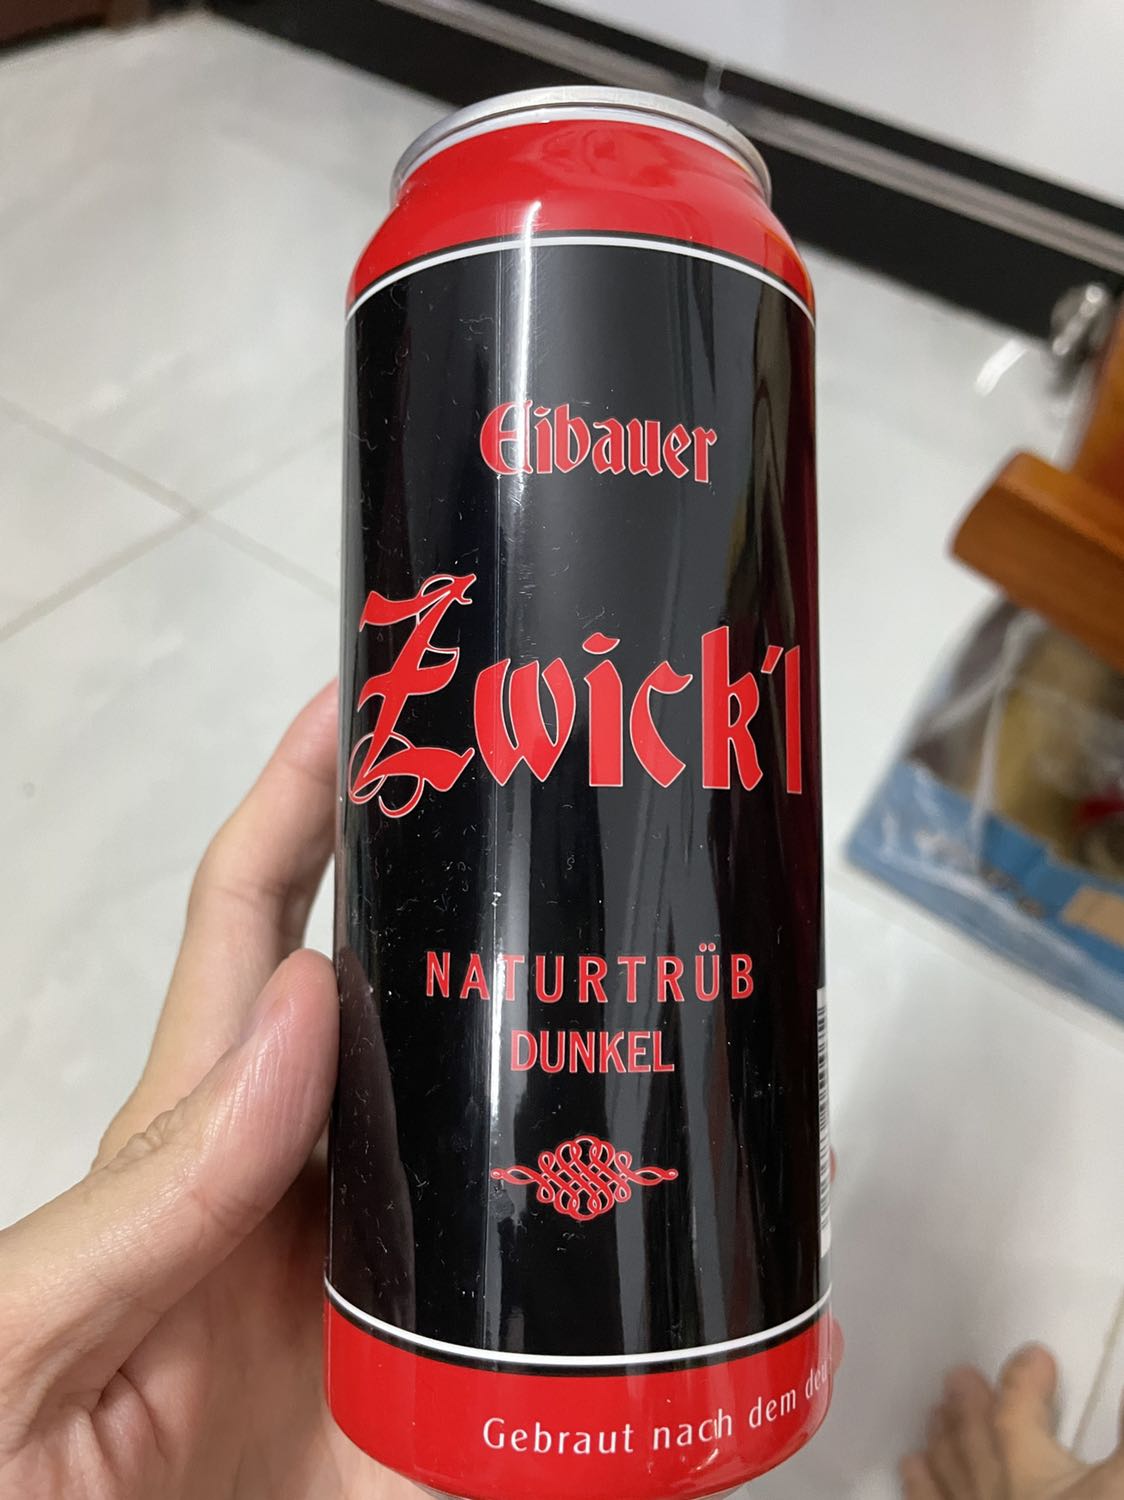 Eibauer
Zwick'l
NATURTRÜB
DUNKEL
Gebraut nach dem